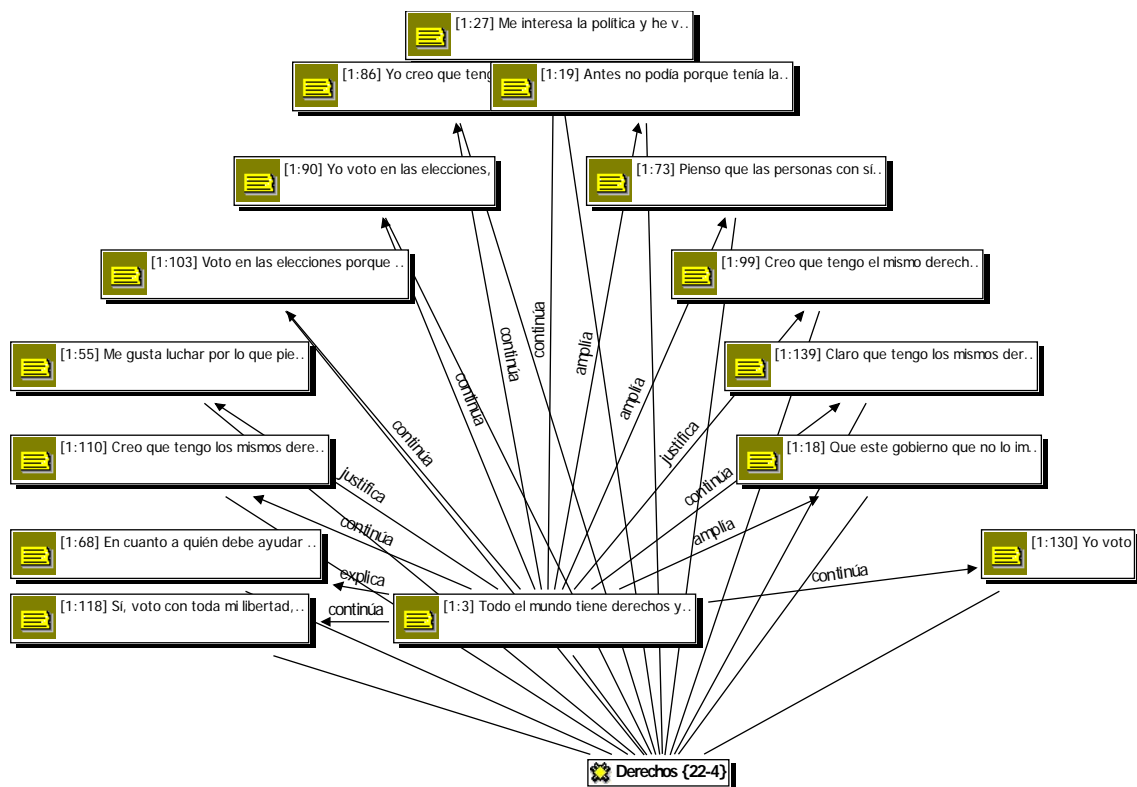 [1:27] Me interesa la política y he v..
[1:86] Yo creo que teng
[1:19] Antes no podía porque tenía la..
[1:90] Yo voto en las elecciones,
[1:73] Pienso que las personas con sí..
[1:103] Voto en las elecciones porque ..
[1:99] Creo que tengo el mismo derech..
continúa
continúa
amplía
[1:55] Me gusta luchar por lo que pie..
[1:139] Claro que tengo los mismos der..
continúa
amplía
[1:110] Creo que tengo los mismos dere..
continúa
justifica
[1:18] Que este gobierno que no lo im..
justifica
continúa
continúa
amplía
[1:68] En cuanto a quién debe ayudar ..
[1:130] Yo voto
explica
continúa
[1:118] Sí, voto con toda mi libertad,..
continúa
[1:3] Todo el mundo tiene derechos y..
Derechos {22-4}